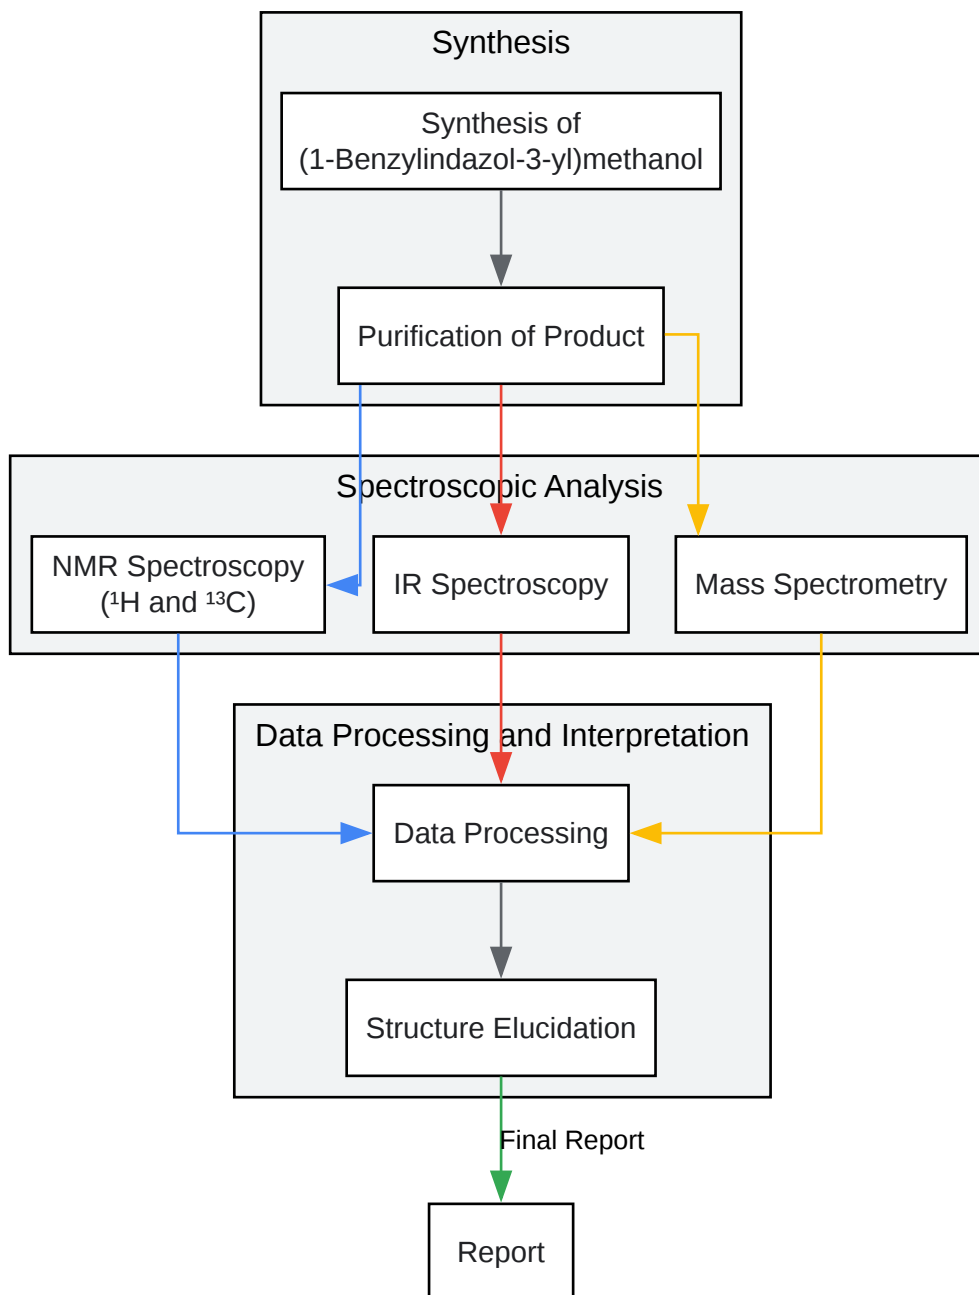 Synthesis
Synthesis of
(1-Benzylindazol-3-yl)methanol
Purification of Product
Spectroscopic Analysis
NMR Spectroscopy
(¹H and ¹³C)
IR Spectroscopy
Mass Spectrometry
Data Processing and Interpretation
Data Processing
Structure Elucidation
Final Report
Report